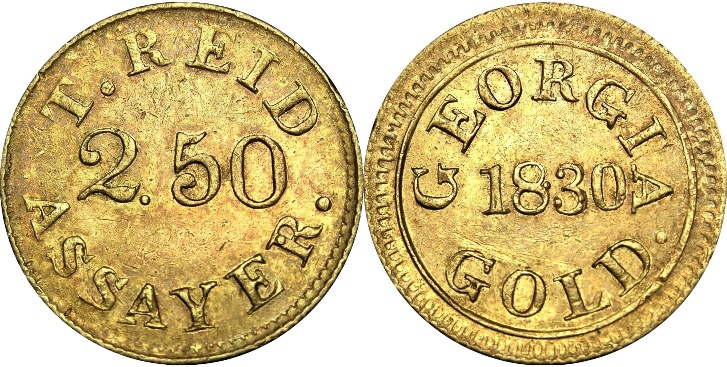 T. REID
2.50
ASSAYER.
GEORGIA
1830
GOLD.